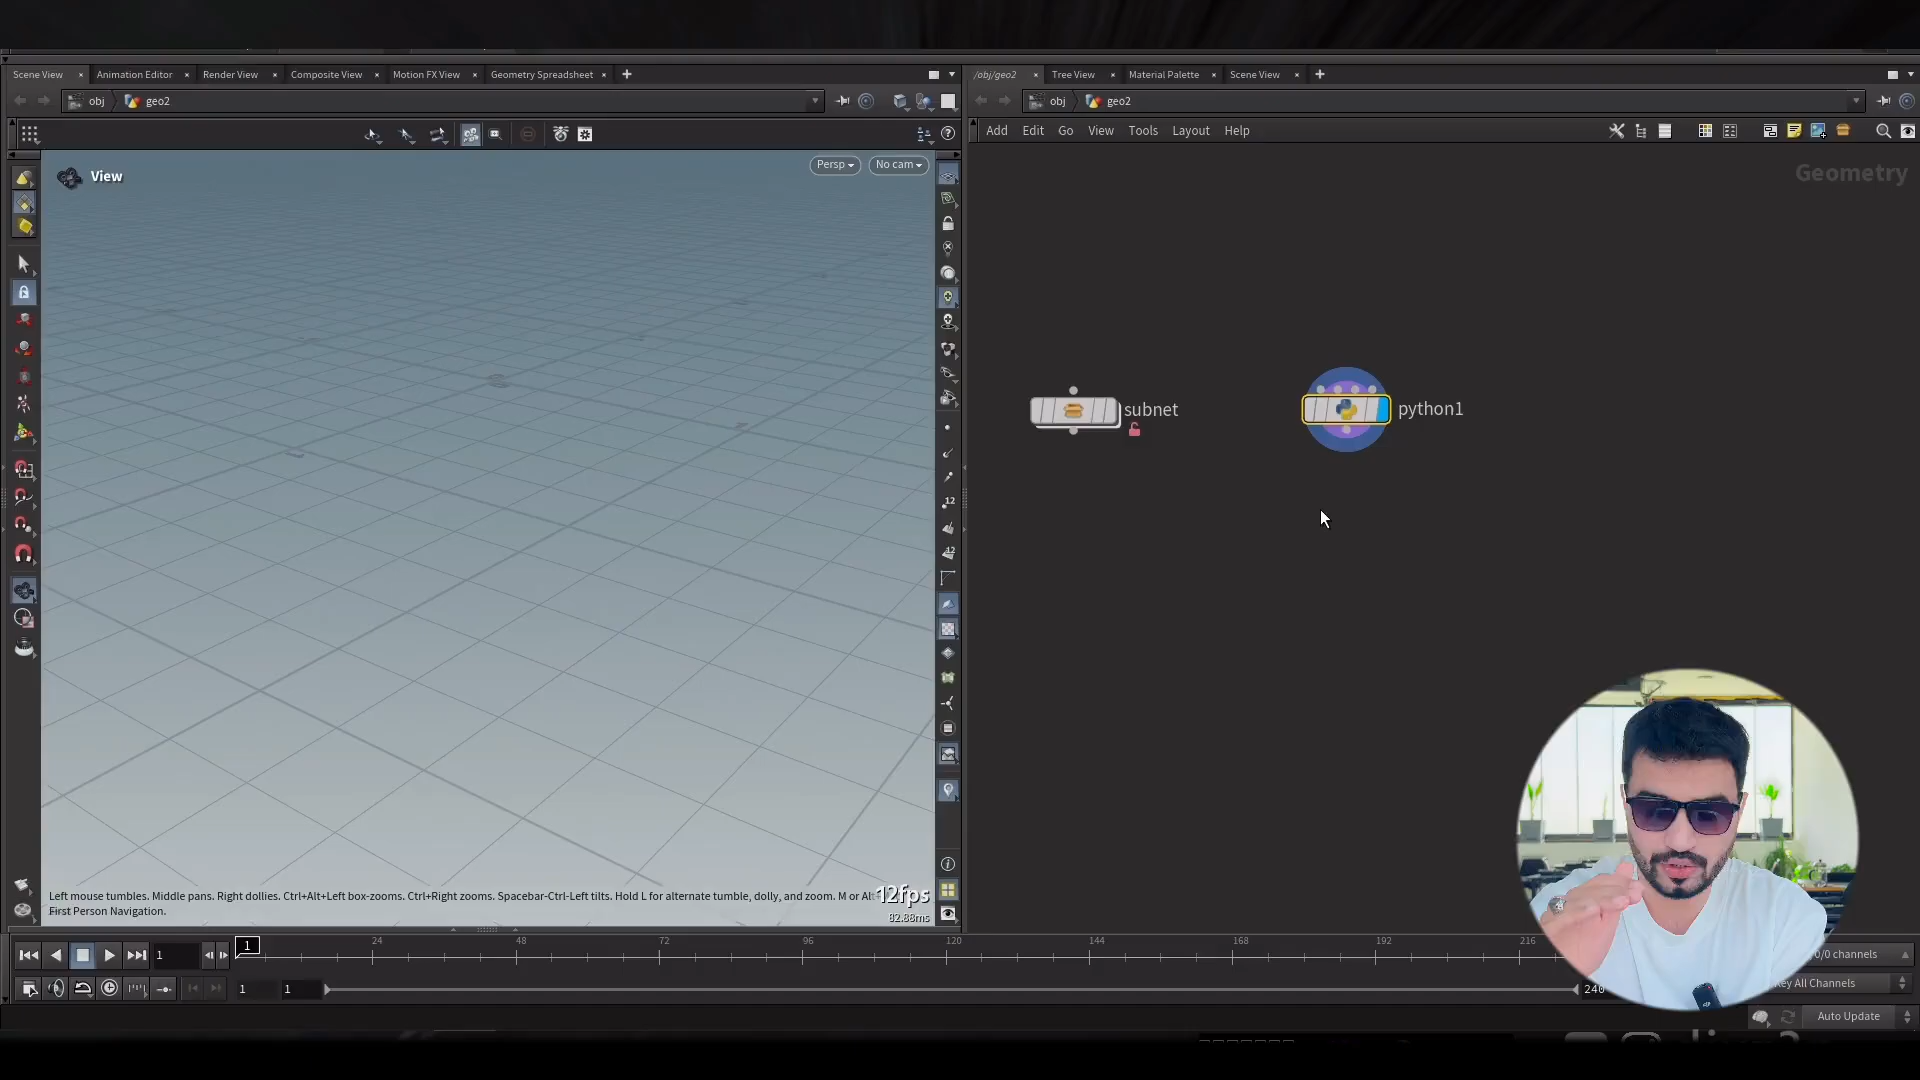 Scene View
Animation Editor
Render View
Composite View
Motion FX View
Geometry Spreadsheet
/obj/geo2
Tree View
Material Palette
Scene View
obj
geo2
obj
geo2
Add
Edit
Go
View
Tools
Layout
Help
View
Persp
No cam
Geometry
subnet
python1
12
12
Left mouse tumbles. Middle pans. Right dollies. Ctrl+Alt+Left box-zooms. Ctrl+Right zooms. Spacebar-Ctrl-Left tilts. Hold L for alternate tumble, dolly, and zoom. M or Al
First Person Navigation.
12fps
82.88ms
1
1
24
48
72
96
120
144
168
192
216
0/0 channels
1
1
240
Key All Channels
Auto Update